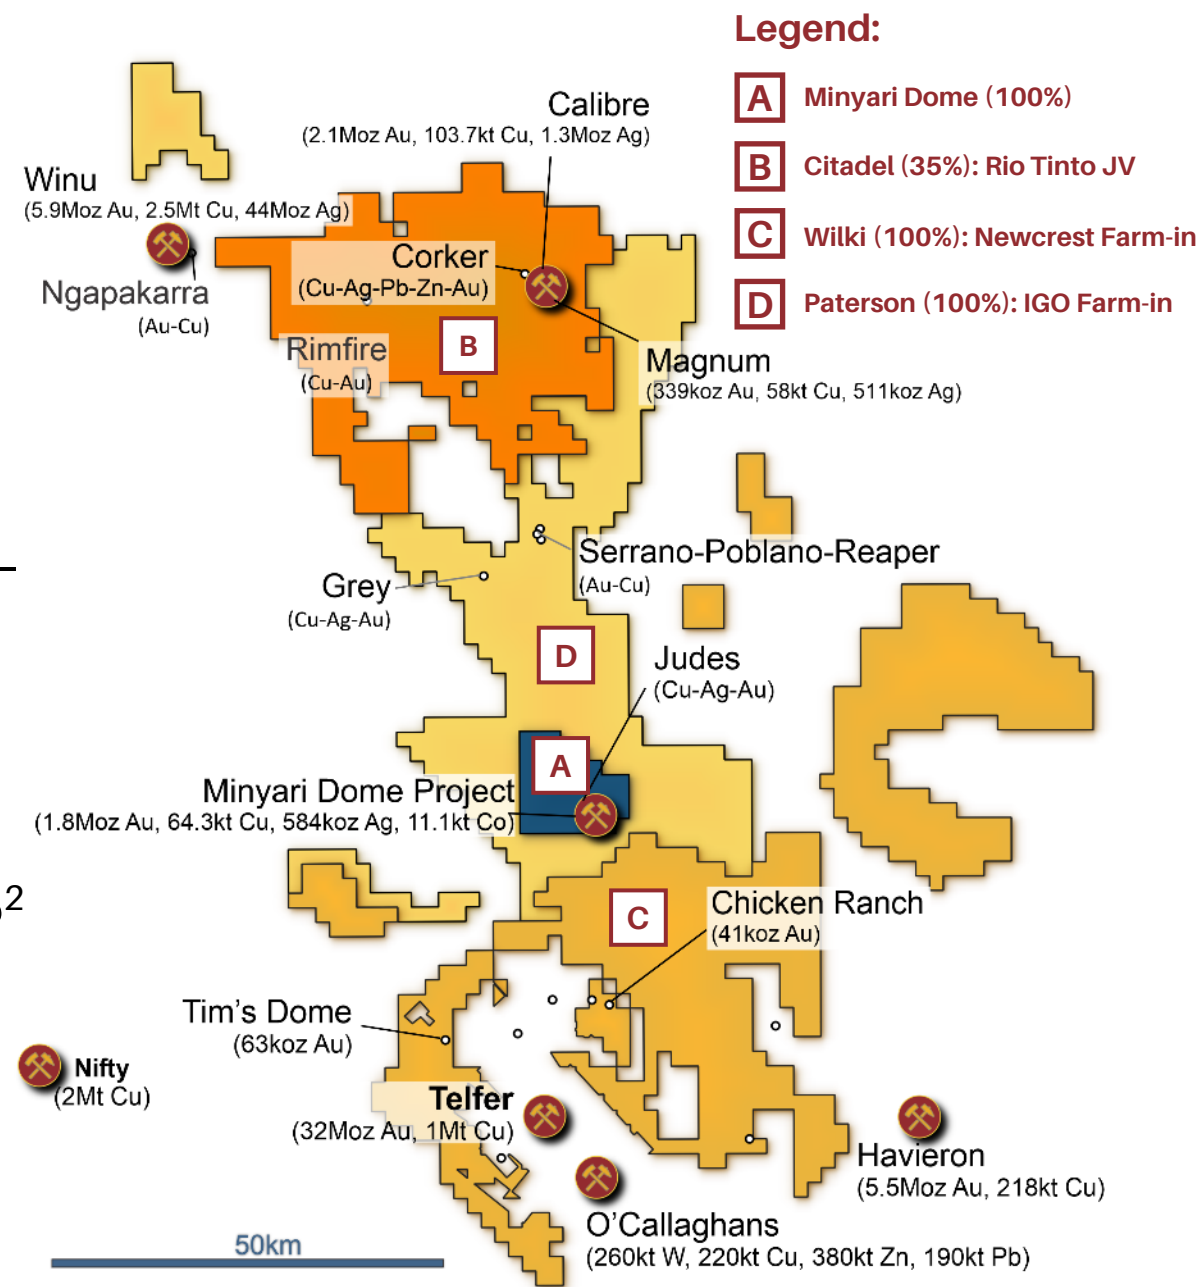 Legend:
A Minyari Dome (100%)
B Citadel (35%): Rio Tinto JV
C Wilki (100%): Newcrest Farm-in
D Paterson (100%): IGO Farm-in
Calibre
(2.1Moz Au, 103.7kt Cu, 1.3Moz Ag)
Winu
(5.9Moz Au, 2.5Mt Cu, 44Moz Ag)
Corker
(Cu-Ag-Pb-Zn-Au)
Ngapakarra
(Au-Cu)
B
Rimfire
(Cu-Au)
Magnum
(339koz Au, 58kt Cu, 511koz Ag)
Serrano-Poblano-Reaper
(Au-Cu)
Grey
(Cu-Ag-Au)
D
Judes
(Cu-Ag-Au)
A
Minyari Dome Project
(1.8Moz Au, 64.3kt Cu, 584koz Ag, 11.1kt Co)
2
C
Chicken Ranch
(41koz Au)
Tim's Dome
(63koz Au)
Nifty
(2Mt Cu)
Telfer
(32Moz Au, 1Mt Cu)
Havieron
(5.5Moz Au, 218kt Cu)
O'Callaghans
(260kt W, 220kt Cu, 380kt Zn, 190kt Pb)
50km